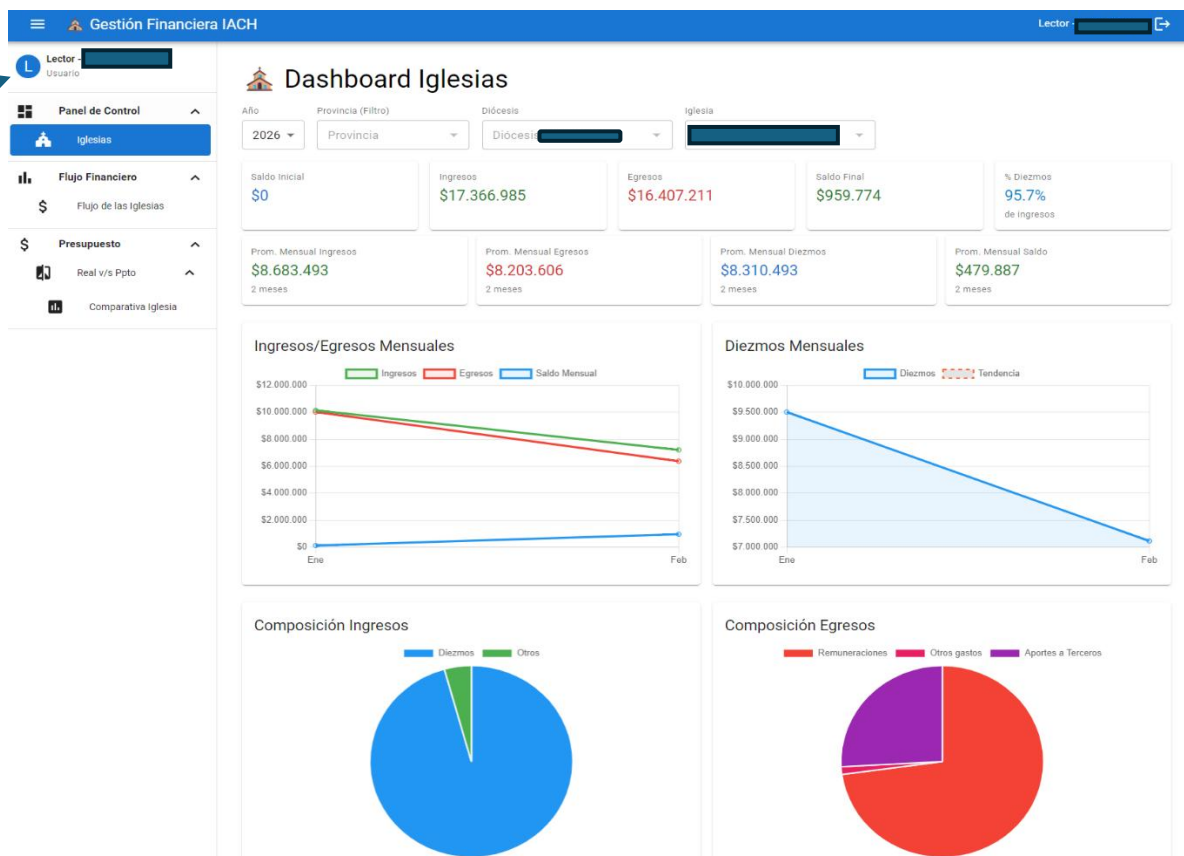 Gestión Financiera IACH
Lector -
L
Lector -
Usuario
Panel de Control
Iglesias
Flujo Financiero
$ Flujo de las Iglesias
$ Presupuesto
Real v/s Ppto
Comparativa Iglesia
Dashboard Iglesias
Año Provincia (Filtro) Diócesis Iglesia
2026 Provincia Diócesis
Saldo Inicial
$0
Ingresos
$17.366.985
Egresos
$16.407.211
Saldo Final
$959.774
% Diezmos
95.7%
de ingresos
Prom. Mensual Ingresos
$8.683.493
2 meses
Prom. Mensual Egresos
$8.203.606
2 meses
Prom. Mensual Diezmos
$8.310.493
2 meses
Prom. Mensual Saldo
$479.887
2 meses
Ingresos/Egresos Mensuales
Ingresos Egresos Saldo Mensual
$12.000.000
$10.000.000
$8.000.000
$6.000.000
$4.000.000
$2.000.000
$0
Ene Feb
Diezmos Mensuales
Diezmos Tendencia
$10.000.000
$9.500.000
$9.000.000
$8.500.000
$8.000.000
$7.500.000
$7.000.000
Ene Feb
Composición Ingresos
Diezmos Otros
Composición Egresos
Remuneraciones Otros gastos Aportes a Terceros